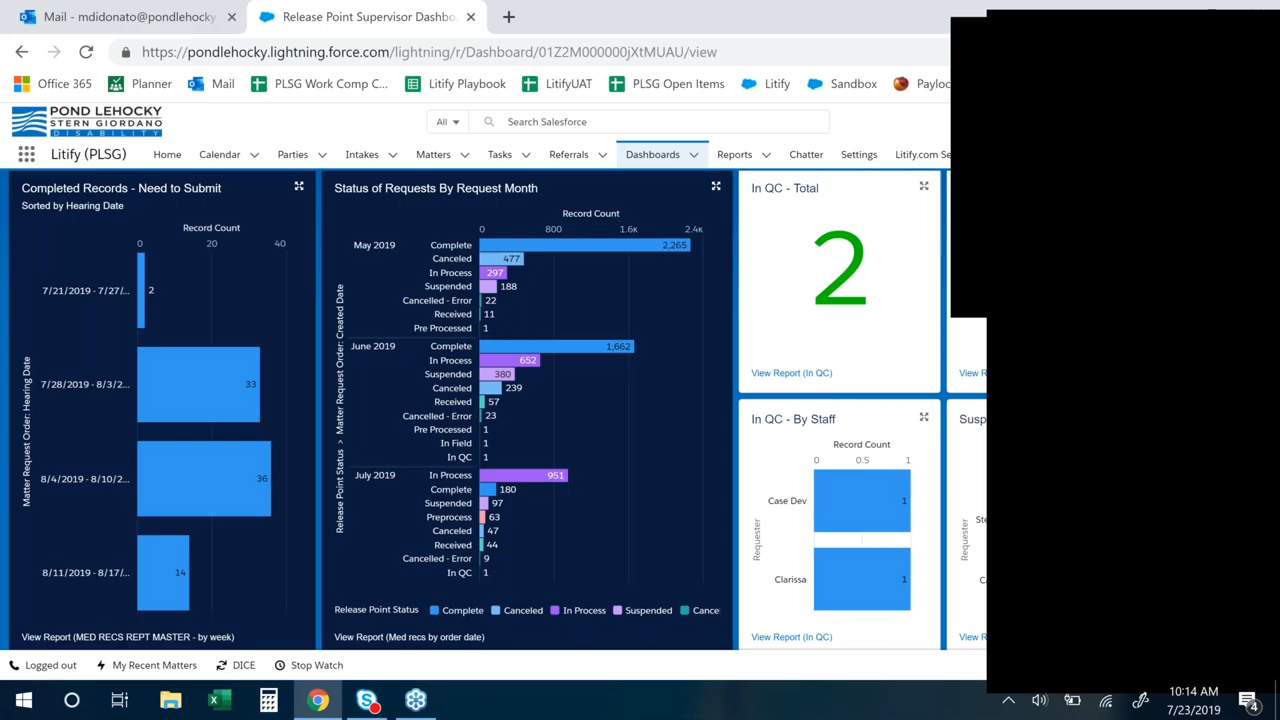 Mail - mdidonato@pondlehocky
Release Point Supervisor Dashbo
https://pondlehocky.lightning.force.com/lightning/r/Dashboard/01Z2M000000jXtMUAU/view
Office 365 Planner Mail PLSG Work Comp C... Litify Playbook LitifyUAT PLSG Open Items Litify Sandbox Payloc
POND LEHOCKY
STERN GIORDANO
DISABILITY
All Search Salesforce
Litify (PLSG) Home Calendar Parties Intakes Matters Tasks Referrals Dashboards Reports Chatter Settings Litify.com Se
Completed Records - Need to Submit
Sorted by Hearing Date
Record Count
0 20 40
Matter Request Order: Hearing Date
7/21/2019 - 7/27/... 2
7/28/2019 - 8/3/2... 33
8/4/2019 - 8/10/2... 36
8/11/2019 - 8/17/... 14
View Report (MED RECS REPT MASTER - by week)
Status of Requests By Request Month
Record Count
0 800 1.6K 2.4K
Release Point Status > Matter Request Order: Created Date
May 2019 Complete 2,265
Canceled 477
In Process 297
Suspended 188
Cancelled - Error 22
Received 11
Pre Processed 1
June 2019 Complete 1,662
In Process 652
Suspended 380
Canceled 239
Received 57
Cancelled - Error 23
Pre Processed 1
In Field 1
In QC 1
July 2019 In Process 951
Complete 180
Suspended 97
Preprocess 63
Canceled 47
Received 44
Cancelled - Error 9
In QC 1
Release Point Status Complete Canceled In Process Suspended Cance
View Report (Med recs by order date)
In QC - Total
2
View Report (In QC)
View R
In QC - By Staff
Record Count
0 0.5 1
Requester
Case Dev 1
Clarissa 1
View Report (In QC)
Susp
Requester
Ste
C
View R
Logged out My Recent Matters DICE Stop Watch
10:14 AM
7/23/2019
4